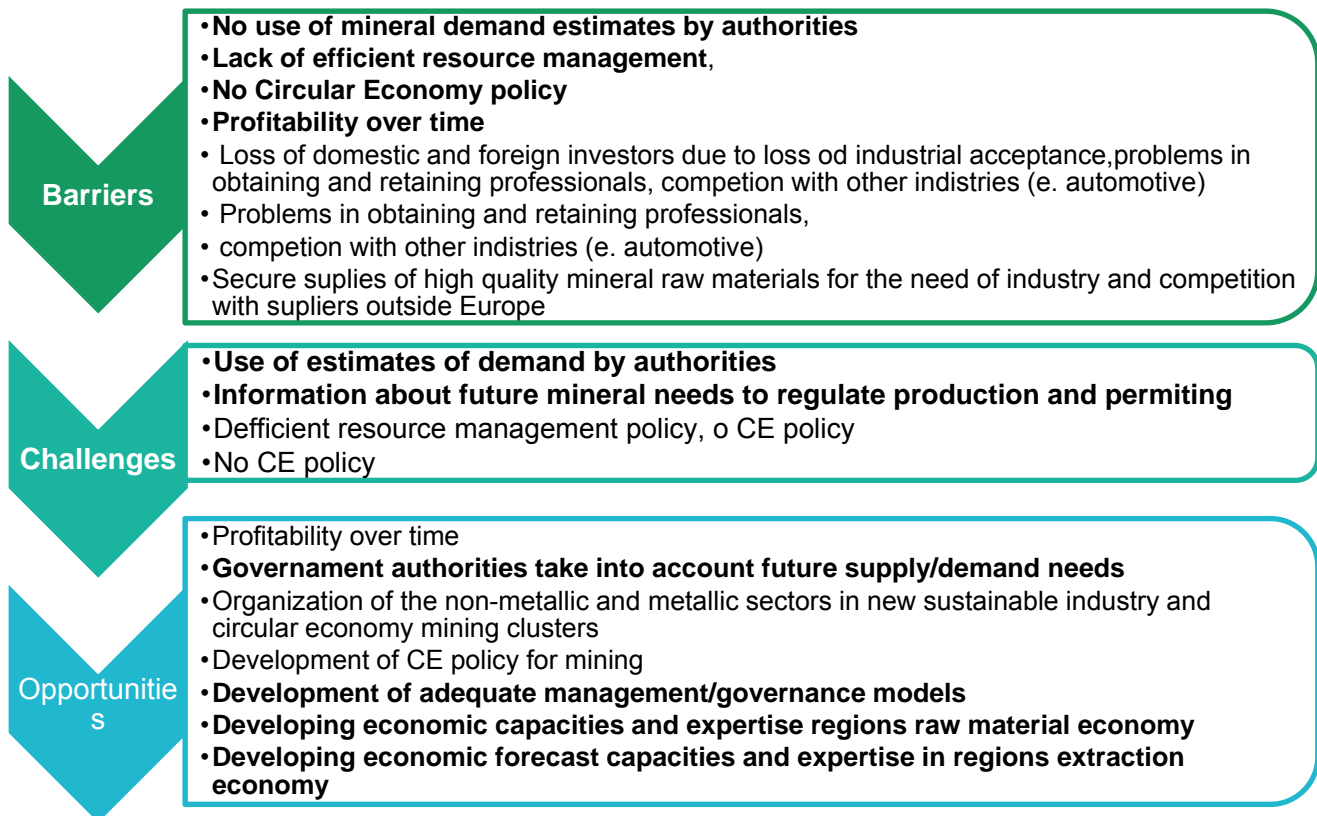 Barriers
•No use of mineral demand estimates by authorities
•Lack of efficient resource management,
•No Circular Economy policy
•Profitability over time
• Loss of domestic and foreign investors due to loss od industrial acceptance,problems in
obtaining and retaining professionals, competion with other indistries (e. automotive)
• Problems in obtaining and retaining professionals,
• competion with other indistries (e. automotive)
•Secure suplies of high quality mineral raw materials for the need of industry and competition
with supliers outside Europe
Challenges
•Use of estimates of demand by authorities
•Information about future mineral needs to regulate production and permiting
•Defficient resource management policy, o CE policy
•No CE policy
Opportunitie
s
•Profitability over time
•Governament authorities take into account future supply/demand needs
•Organization of the non-metallic and metallic sectors in new sustainable industry and
circular economy mining clusters
•Development of CE policy for mining
•Development of adequate management/governance models
•Developing economic capacities and expertise regions raw material economy
•Developing economic forecast capacities and expertise in regions extraction
economy